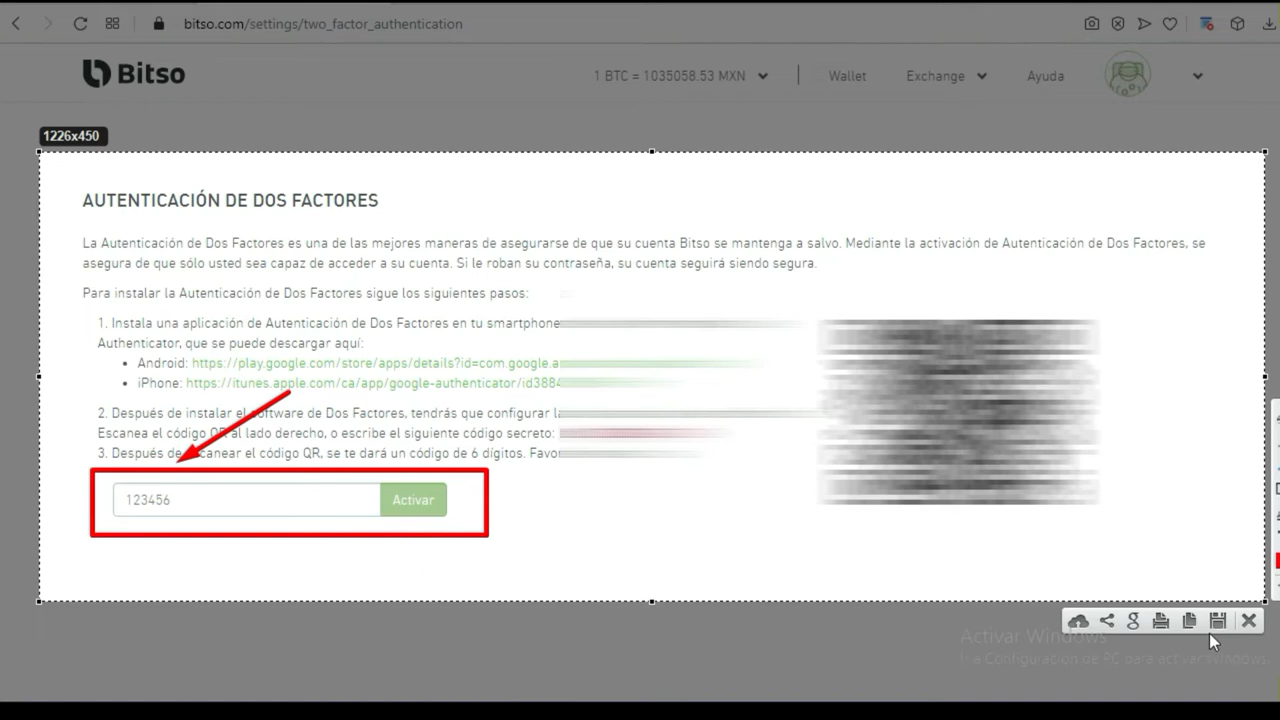 bitso.com/settings/two_factor_authentication
Bitso
1 BTC = 1035058.53 MXN
Wallet
Exchange
Ayuda
1226x450
AUTENTICACIÓN DE DOS FACTORES
La Autenticación de Dos Factores es una de las mejores maneras de asegurarse de que su cuenta Bitso se mantenga a salvo. Mediante la activación de Autenticación de Dos Factores, se
asegura de que sólo usted sea capaz de acceder a su cuenta. Si le roban su contraseña, su cuenta seguirá siendo segura.
Para instalar la Autenticación de Dos Factores sigue los siguientes pasos:
1. Instala una aplicación de Autenticación de Dos Factores en tu smartphone
Authenticator, que se puede descargar aquí:
• Android: https://play.google.com/store/apps/details?id=com.google.a
• iPhone: https://itunes.apple.com/ca/app/google-authenticator/id388
2. Después de instalar el software de Dos Factores, tendrás que configurar
Escanea el código QR al lado derecho, o escribe el siguiente código secreto:
3. Después de escanear el código QR, se te dará un código de 6 dígitos. Favo
123456
Activar
Activar Windows
Ir a Configuración de PC para activar Windows.